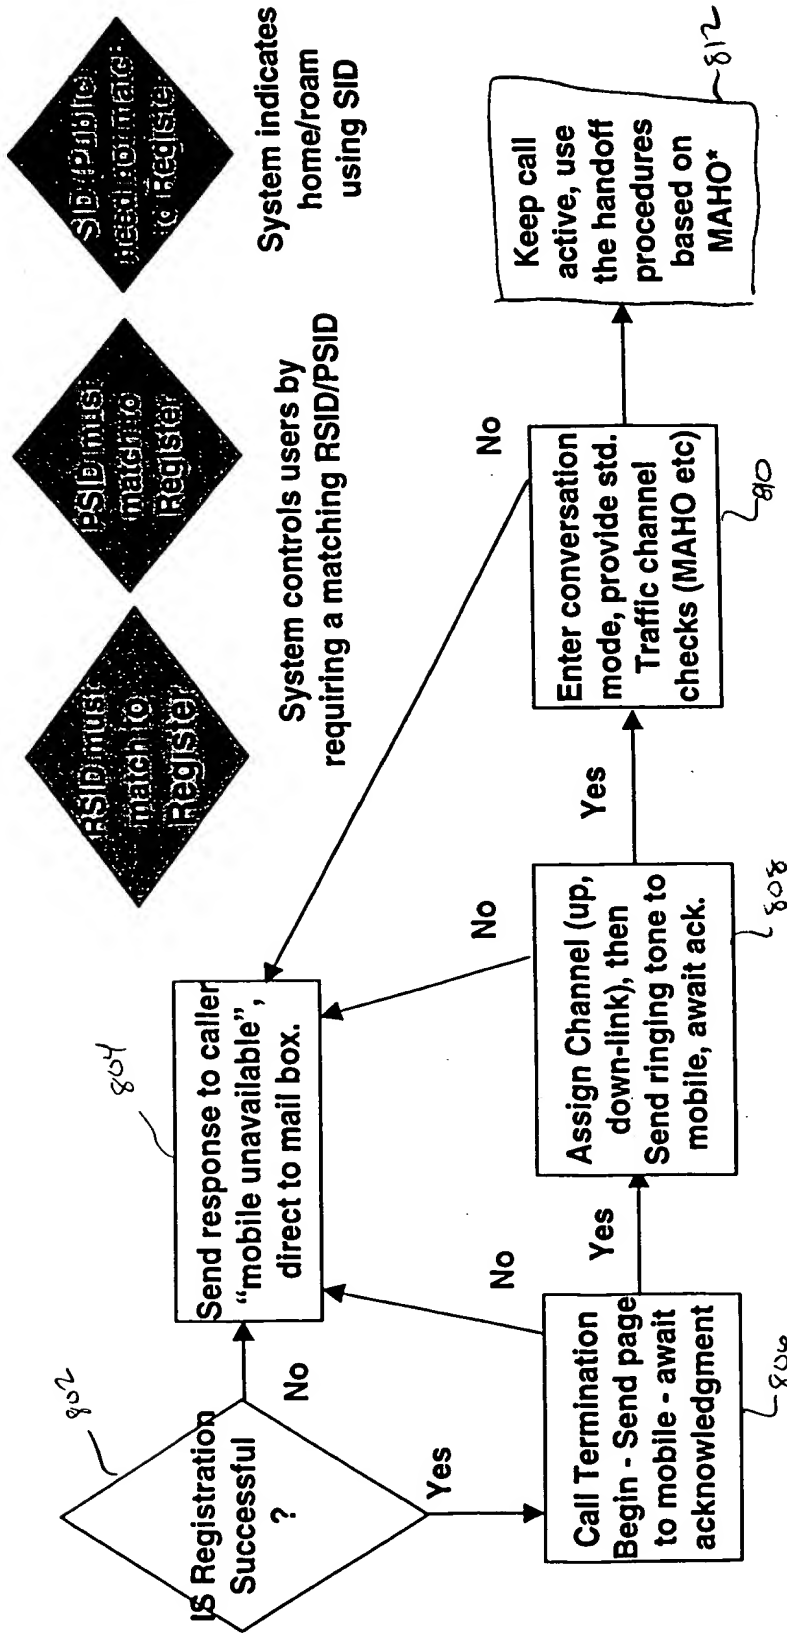 RSID must
match to
Register
PSID must
match to
Register
SID (Public)
need not match
to Register
System controls users by
requiring a matching RSID/PSID
System indicates
home/roam
using SID
802
IS Registration
Successful
?
No
Yes
804
Send response to caller
“mobile unavailable”,
direct to mail box.
No
No
No
Call Termination
Begin - Send page
to mobile - await
acknowledgment
806
Yes
Assign Channel (up,
down-link), then
Send ringing tone to
mobile, await ack.
808
Yes
Enter conversation
mode, provide std.
Traffic channel
checks (MAHO etc)
810
Keep call
active, use
the handoff
procedures
based on
MAHO*
812